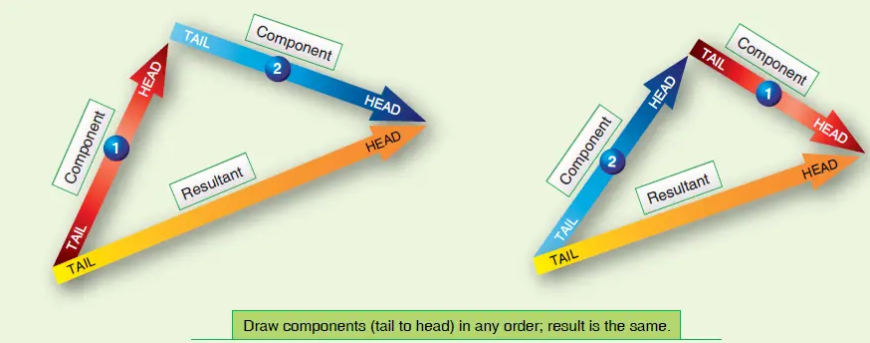 TAIL
Component
2
HEAD
HEAD
Component
1
TAIL
Resultant
HEAD
TAIL
TAIL
Component
1
HEAD
HEAD
Component
2
TAIL
Resultant
HEAD
TAIL
Draw components (tail to head) in any order; result is the same.